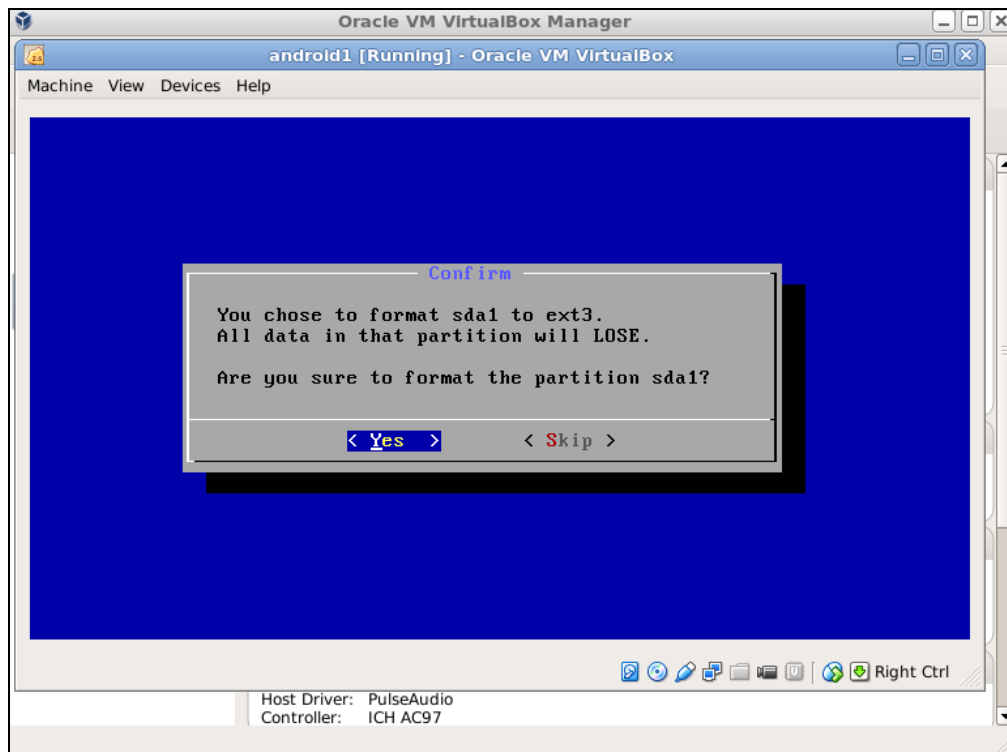 Oracle VM VirtualBox Manager
android1 [Running] - Oracle VM VirtualBox
Machine View Devices Help
Confirm
You chose to format sda1 to ext3.
All data in that partition will LOSE.
Are you sure to format the partition sda1?
< Yes > < Skip >
Right Ctrl
Host Driver: PulseAudio
Controller: ICH AC97